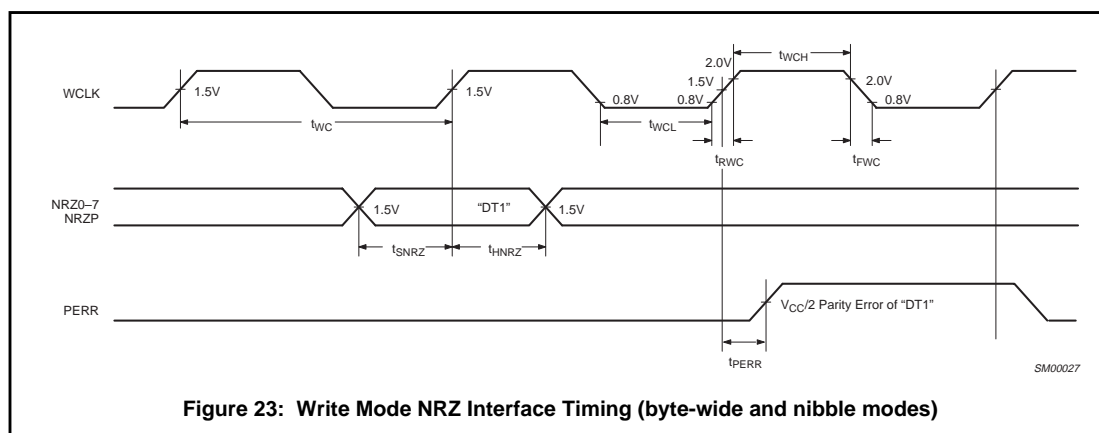 2.0V
tWCH
WCLK
1.5V
1.5V
1.5V
2.0V
0.8V
0.8V
0.8V
tWC
tWCL
tRWC
tFWC
NRZ0–7
NRZP
1.5V
“DT1”
1.5V
tSNRZ
tHNRZ
PERR
VCC/2 Parity Error of “DT1”
tPERR
SM00027
Figure 23: Write Mode NRZ Interface Timing (byte-wide and nibble modes)